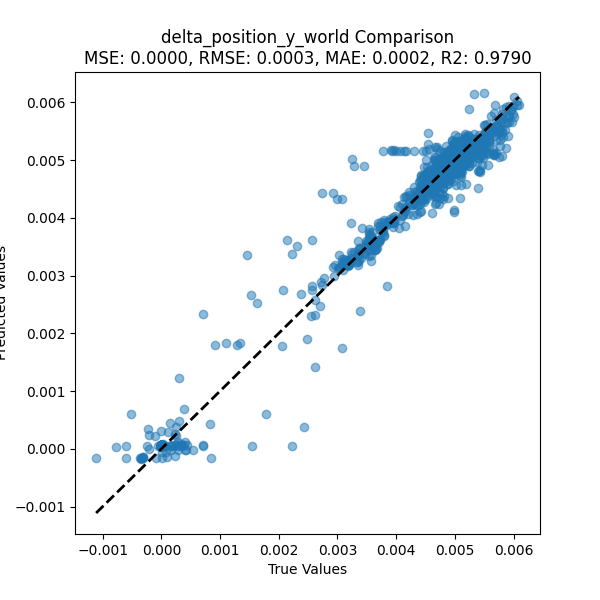 delta_position_y_world Comparison
MSE: 0.0000, RMSE: 0.0003, MAE: 0.0002, R2: 0.9790
0.006
0.005
0.004
0.003
0.002
0.001
0.000
−0.001
Predicted Values
−0.001 0.000 0.001 0.002 0.003 0.004 0.005 0.006
True Values